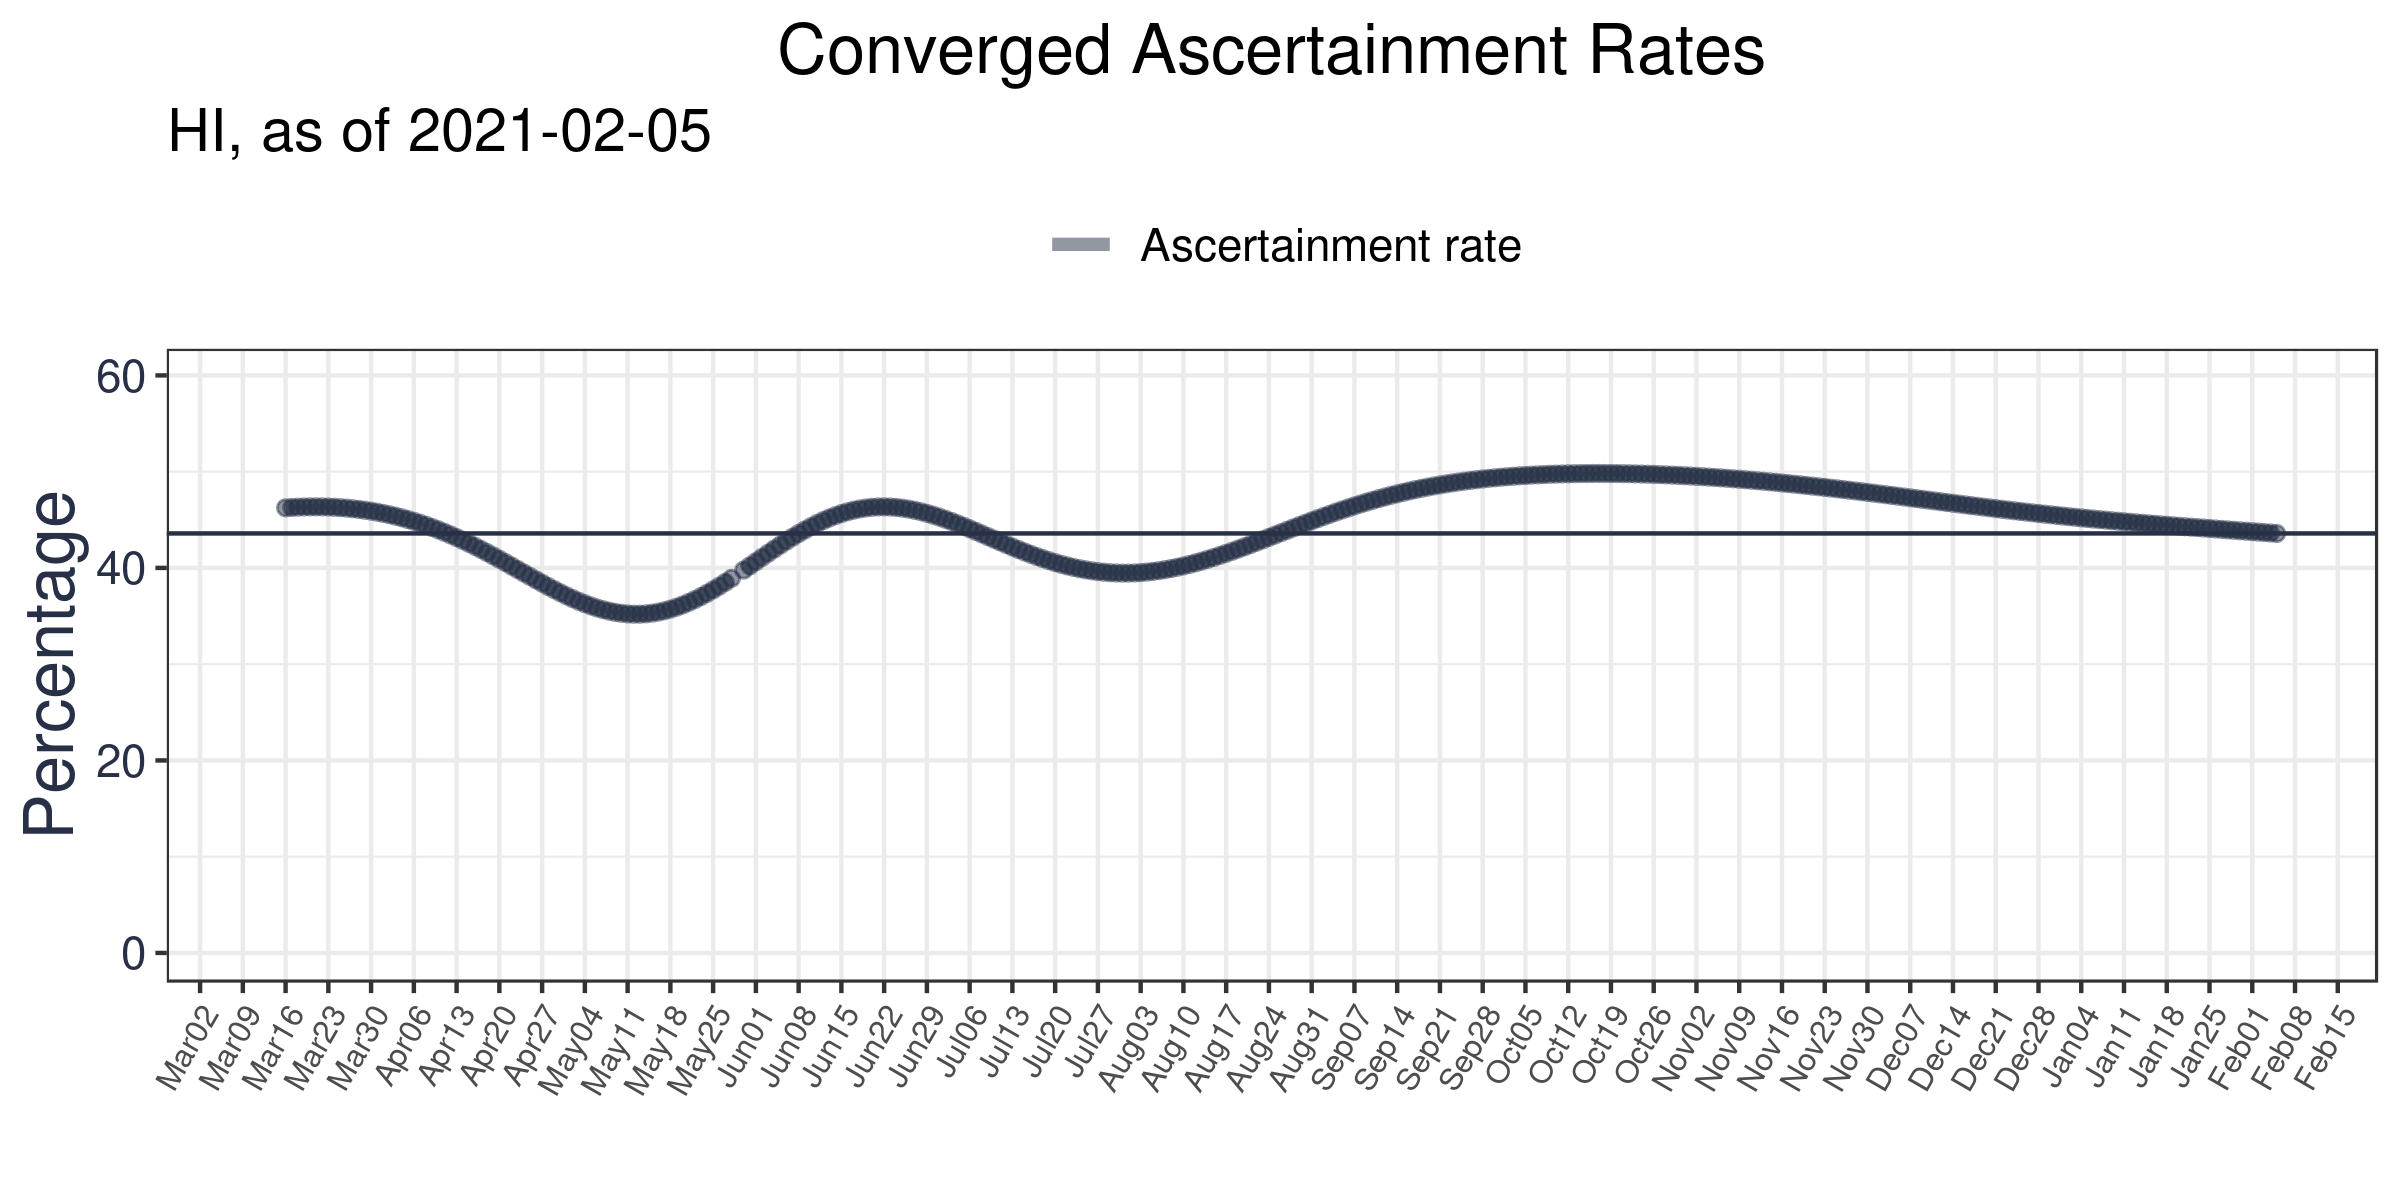 Converged Ascertainment Rates
HI, as of 2021-02-05
Ascertainment rate
Percentage
60
40
20
0
Mar02
Mar09
Mar16
Mar23
Mar30
Apr06
Apr13
Apr20
Apr27
May04
May11
May18
May25
Jun01
Jun08
Jun15
Jun22
Jun29
Jul06
Jul13
Jul20
Jul27
Aug03
Aug10
Aug17
Aug24
Aug31
Sep07
Sep14
Sep21
Sep28
Oct05
Oct12
Oct19
Oct26
Nov02
Nov09
Nov16
Nov23
Nov30
Dec07
Dec14
Dec21
Dec28
Jan04
Jan11
Jan18
Jan25
Feb01
Feb08
Feb15